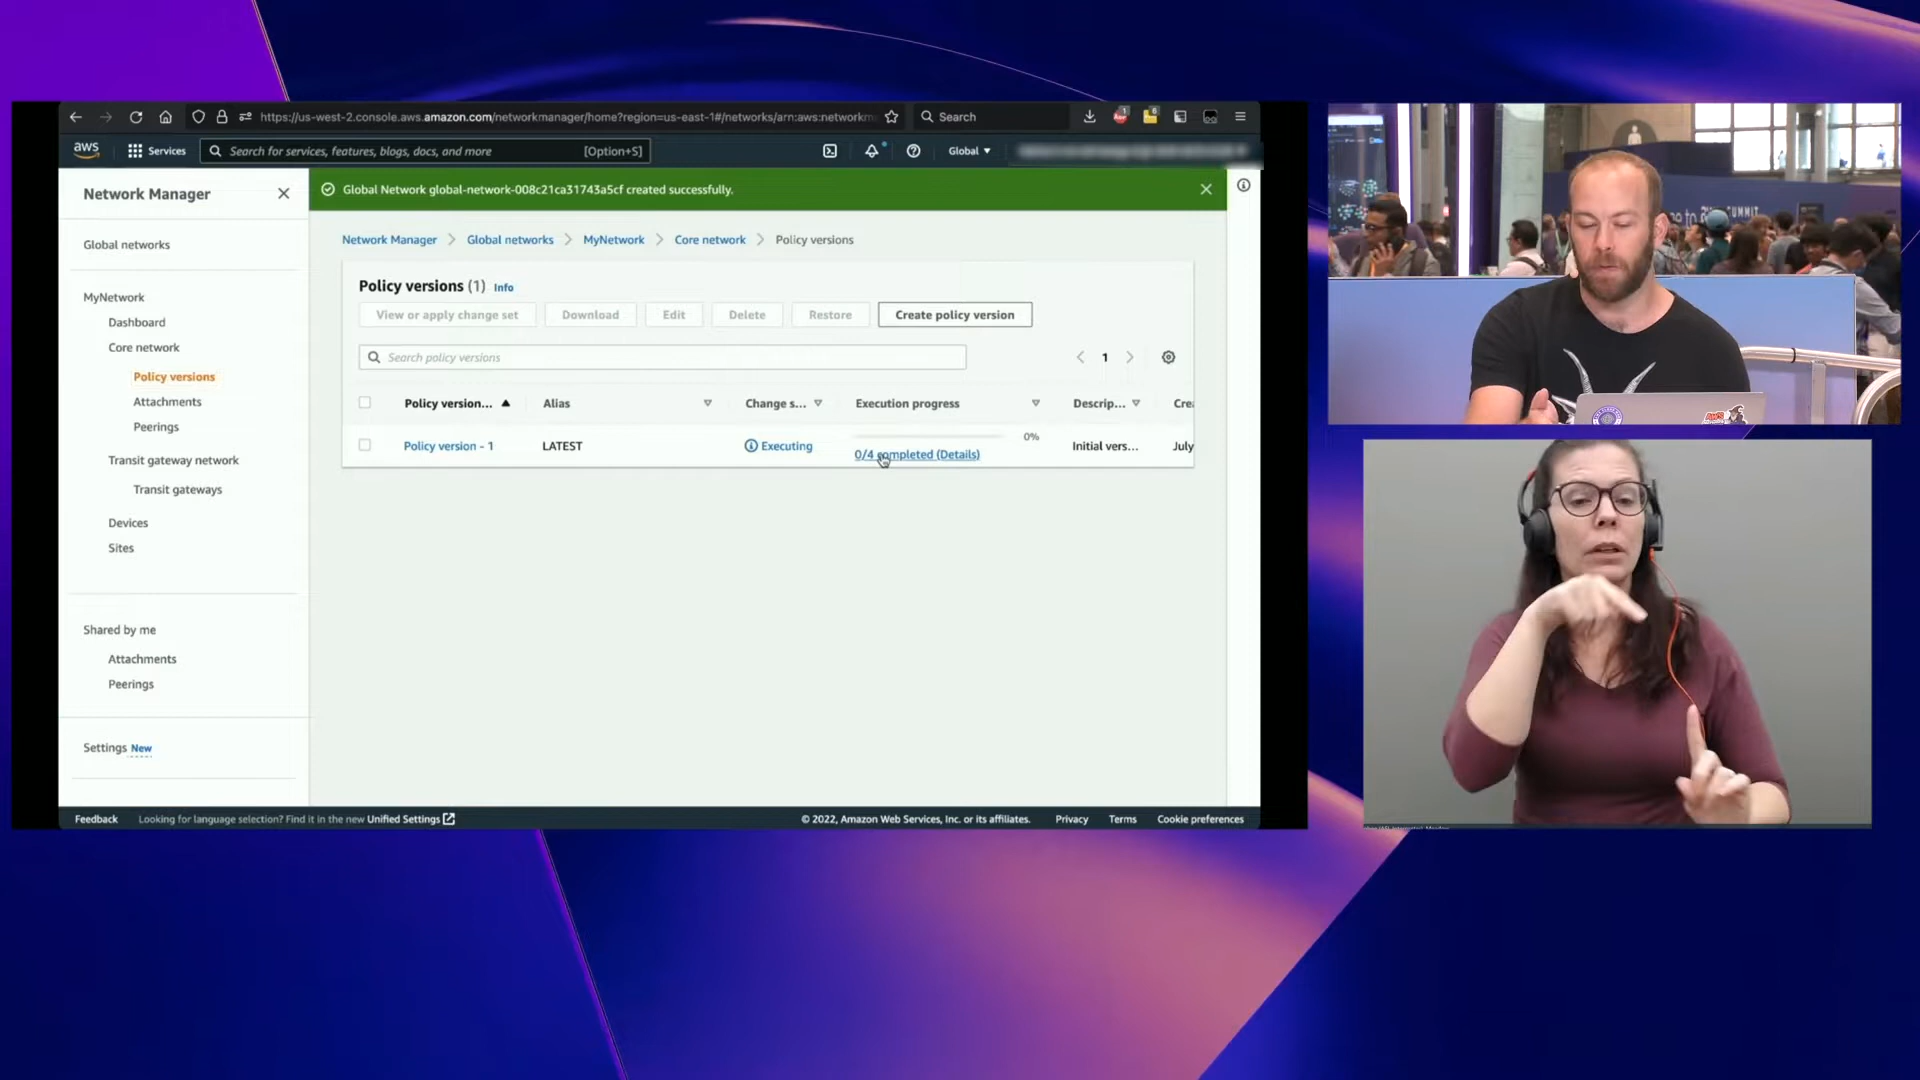 https://us-west-2.console.aws.amazon.com/networkmanager/home?region=us-east-1#/networks/arn:aws:networkm
Search
1
6
aws
Services
Search for services, features, blogs, docs, and more
[Option+S]
Global
Network Manager
Global networks
MyNetwork
Dashboard
Core network
Policy versions
Attachments
Peerings
Transit gateway network
Transit gateways
Devices
Sites
Shared by me
Attachments
Peerings
Settings New
Global Network global-network-008c21ca31743a5cf created successfully.
Network Manager > Global networks > MyNetwork > Core network > Policy versions
Policy versions (1) Info
View or apply change set
Download
Edit
Delete
Restore
Create policy version
Search policy versions
1
Policy version...
Alias
Change s...
Execution progress
Descrip...
Cre
Policy version - 1
LATEST
Executing
0%
0/4 completed (Details)
Initial vers...
July
Feedback
Looking for language selection? Find it in the new Unified Settings
© 2022, Amazon Web Services, Inc. or its affiliates.
Privacy
Terms
Cookie preferences
SUMMIT
AWS